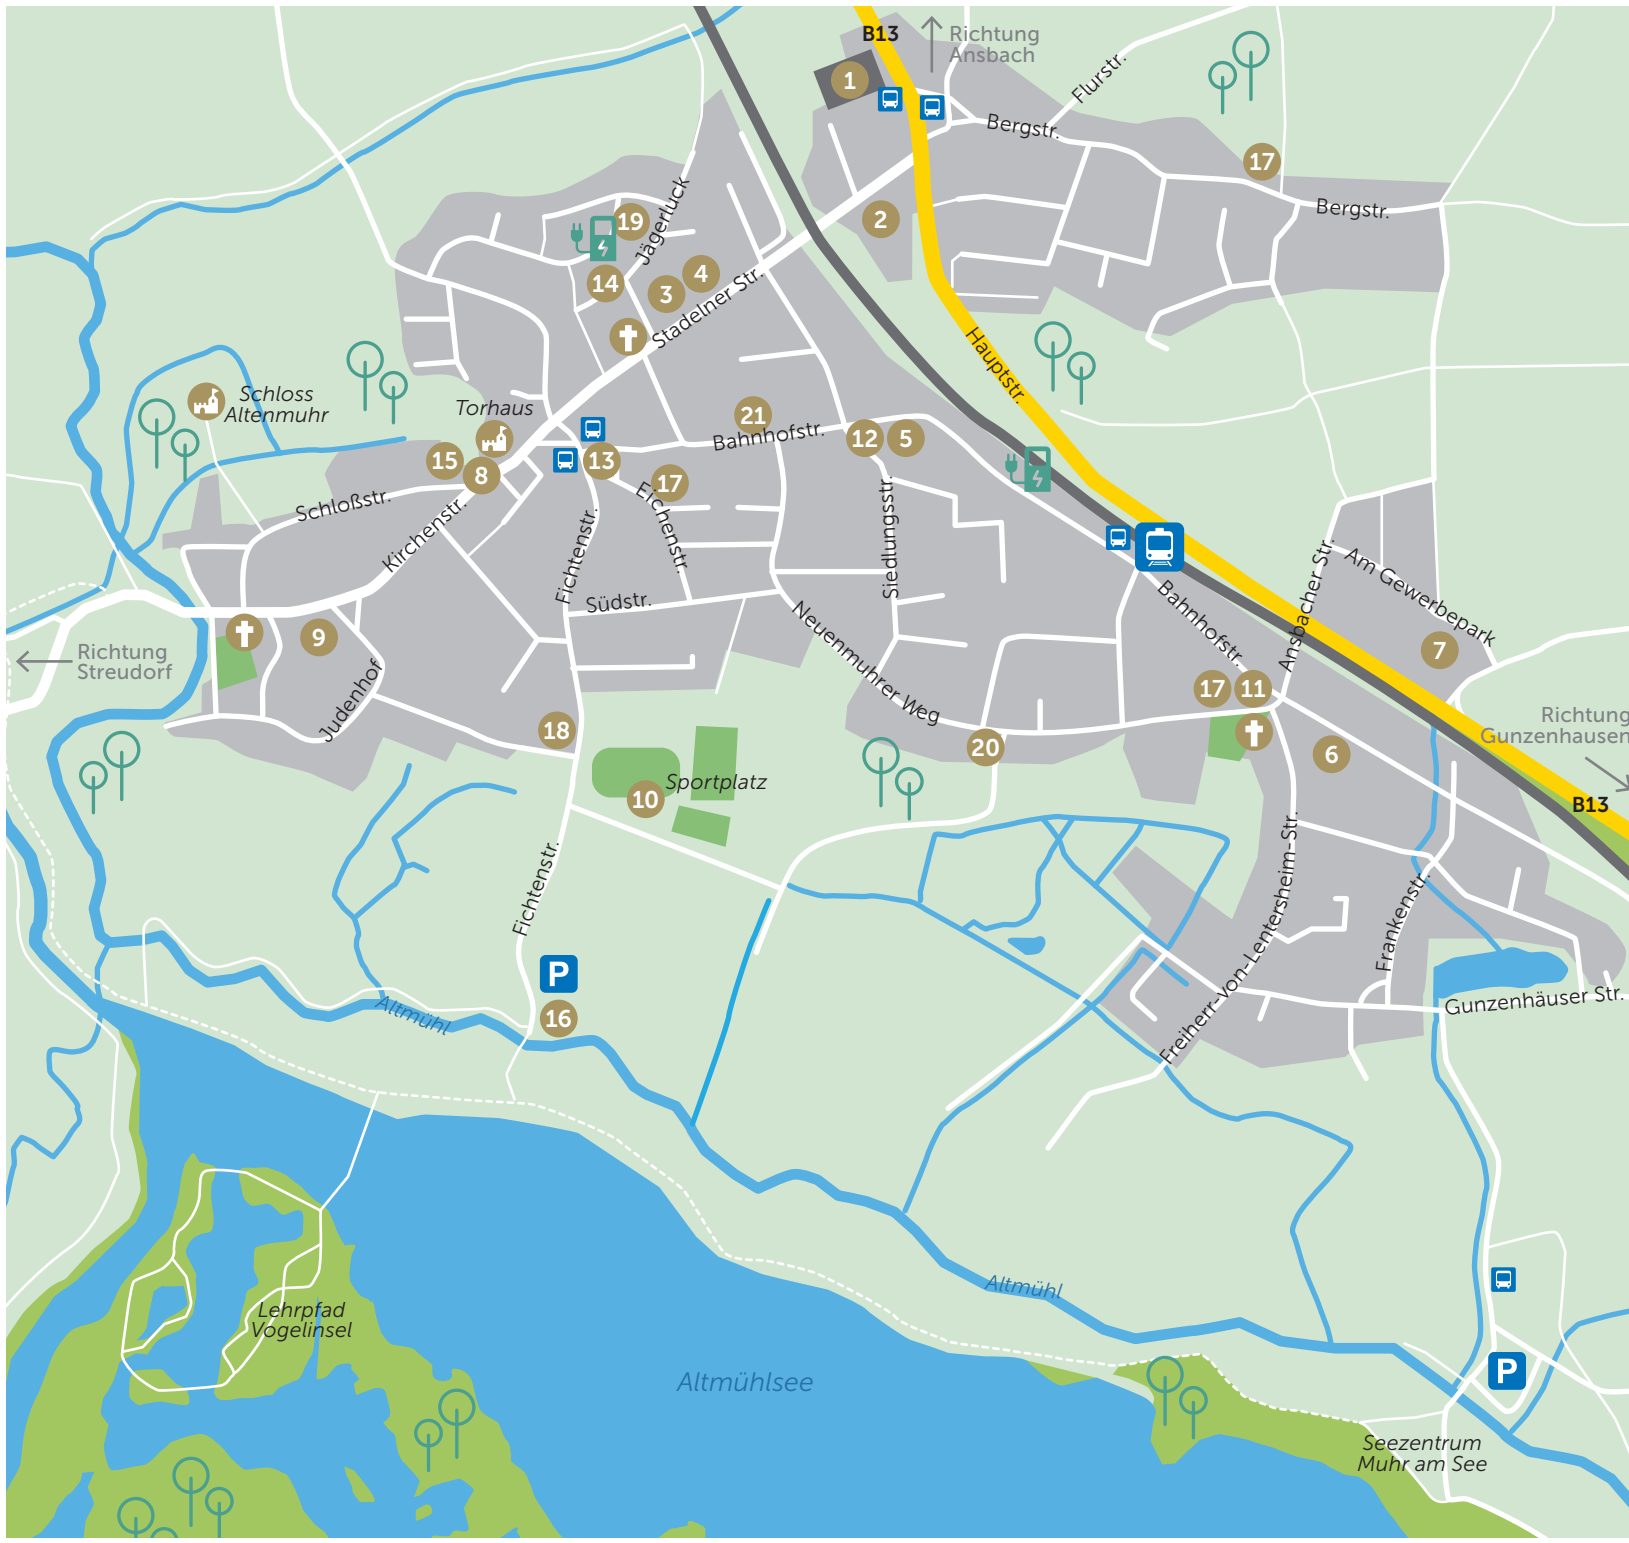 B13
Richtung
Ansbach
1
Flurstr.
Bergstr.
17
Bergstr.
2
19
Jägerluck
14
3
4
Stadelner Str.
Hauptstr.
Schloss
Altenmuhr
Torhaus
21
Bahnhofstr.
12
5
15
8
13
17
Schloßstr.
Kirchenstr.
Eichenstr.
Fichtenstr.
Siedlungsstr.
Südstr.
Neuenmuhrer Weg
Bahnhofstr.
Ansbacher Str.
Am Gewerbepark
7
Richtung
Streudorf
9
Judenhof
17
11
18
20
6
Richtung
Gunzenhausen
B13
Sportplatz
10
Fichtenstr.
Freiherr-von-Lentersheim-Str.
Frankenstr.
P
16
Altmühl
Gunzenhäuser Str.
Altmühl
Lehrpfad
Vogelinsel
Altmühlsee
P
Seezentrum
Muhr am See